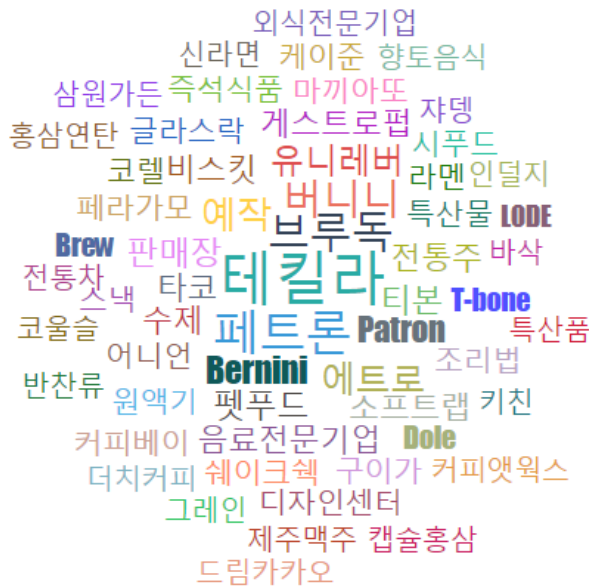 외식전문기업
신라면 케이준 향토음식
삼원가든 즉석식품 마끼아또 쟈뎅
홍삼연탄 글라스락 게스트로펍 시푸드
코렐 비스킷 유니레버 라멘 인덜지
페라가모 예작 버니니 특산물 LODE
Brew 판매장 브루독 전통주 바삭
전통차 스낵 타코 테킬라 티본 T-bone
코울슬 수제 페트론 Patron 특산품
반찬류 어니언 Bernini 에트로 조리법
원액기 펫푸드 소프트랩 키친
커피베이 음료전문기업 Dole
더치커피 쉐이크쉑 구이가 커피앳웍스
그레인 디자인센터
제주맥주 캡슐홍삼
드림카카오